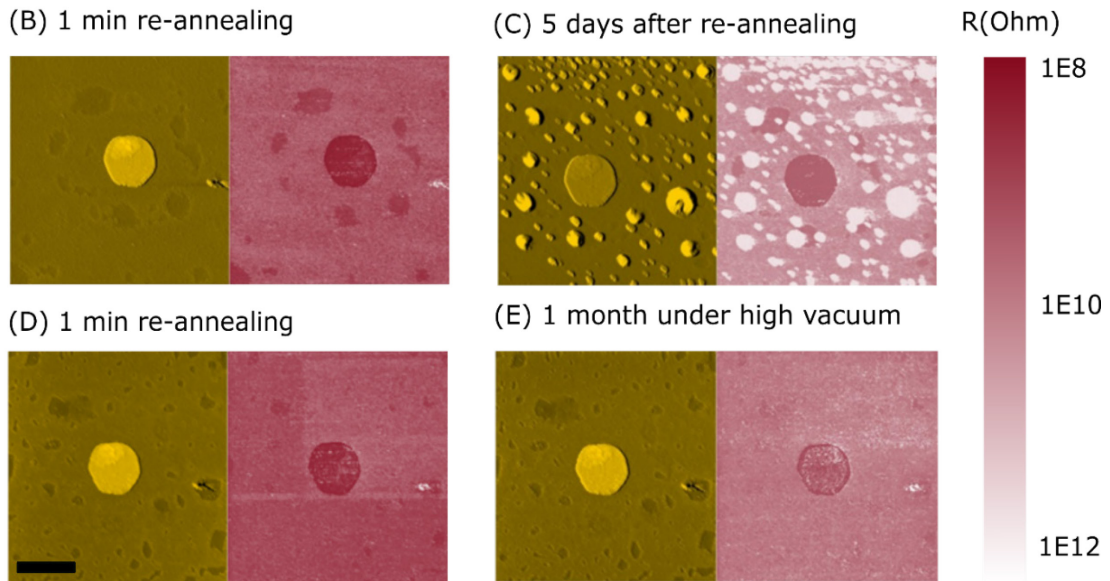 (B) 1 min re-annealing
(C) 5 days after re-annealing
R(Ohm)
1E8
1E10
1E12
(D) 1 min re-annealing
(E) 1 month under high vacuum